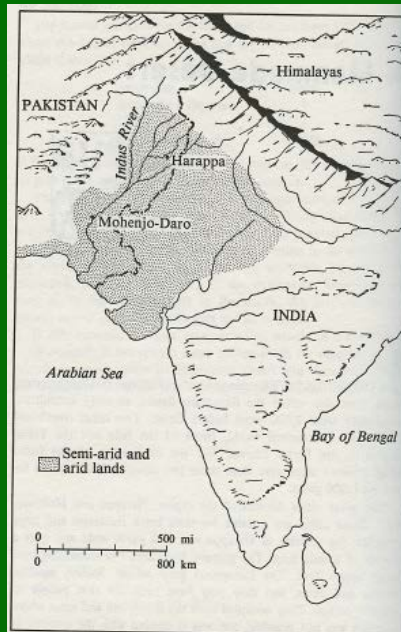 Himalayas
PAKISTAN
Indus River
Harappa
Mohenjo-Daro
INDIA
Arabian Sea
Bay of Bengal
Semi-arid and
arid lands
0 500 mi
0 800 km